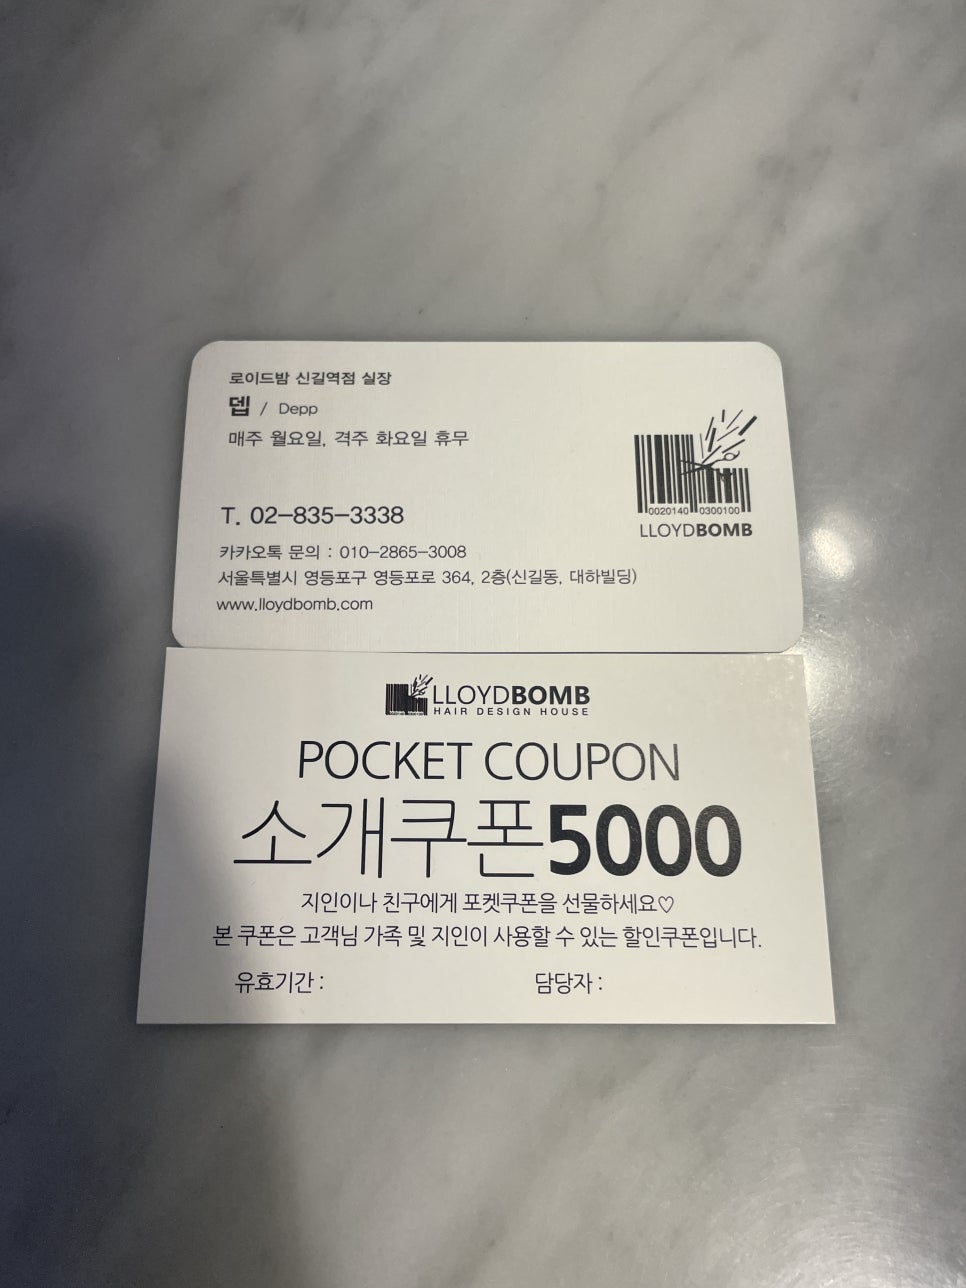 로이드밤 신길역점 실장
뎁 / Depp
매주 월요일, 격주 화요일 휴무
T. 02-835-3338
카카오톡 문의 : 010-2865-3008
서울특별시 영등포구 영등포로 364, 2층(신길동, 대하빌딩)
www.lloydbomb.com
0020140 0300100
LLOYDBOMB
LLOYDBOMB
HAIR DESIGN HOUSE
POCKET COUPON
소개쿠폰5000
지인이나 친구에게 포켓쿠폰을 선물하세요♡
본 쿠폰은 고객님 가족 및 지인이 사용할 수 있는 할인쿠폰입니다.
유효기간 : 담당자 :